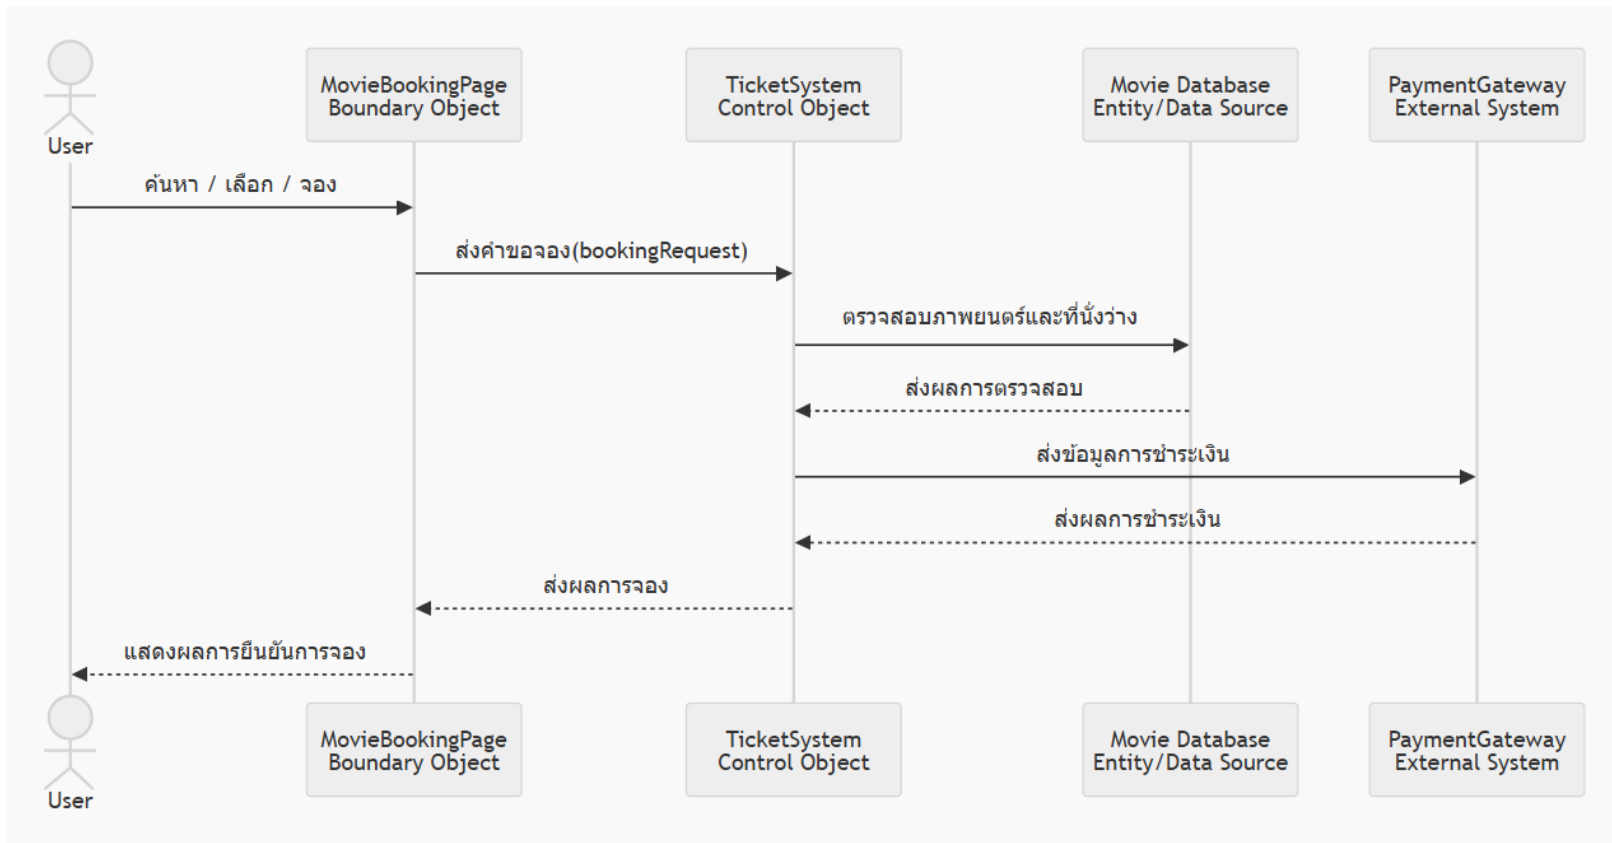 MovieBookingPage
Boundary Object
TicketSystem
Control Object
Movie Database
Entity/Data Source
PaymentGateway
External System
User
ค้นหา / เลือก / จอง
ส่งคำขอจอง(bookingRequest)
ตรวจสอบภาพยนตร์และที่นั่งว่าง
ส่งผลการตรวจสอบ
ส่งข้อมูลการชำระเงิน
ส่งผลการชำระเงิน
ส่งผลการจอง
แสดงผลการยืนยันการจอง
MovieBookingPage
Boundary Object
TicketSystem
Control Object
Movie Database
Entity/Data Source
PaymentGateway
External System
User